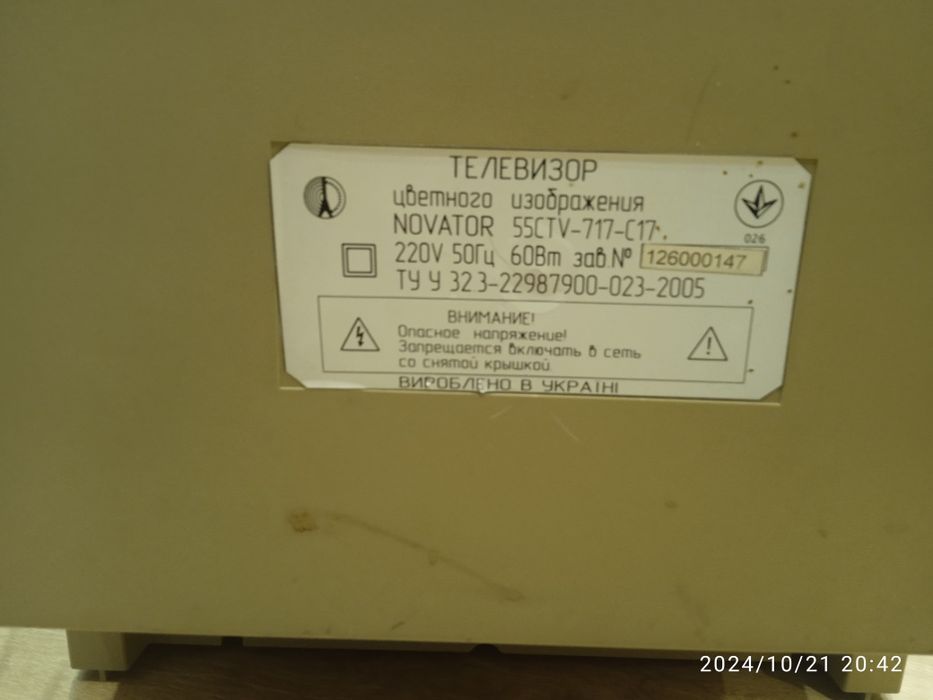 ТЕЛЕВИЗОР
цветного изображения
NOVATOR 55CTV-717-C17
026
220V 50Гц 60Вт зав.№ 126000147
ТУ У 32 3-22987900-023-2005
ВНИМАНИЕ!
Опасное напряжение!
Запрещается включать в сеть
со снятой крышкой
ВИРОБЛЕНО В УКРАЇНІ
2024/10/21 20:42